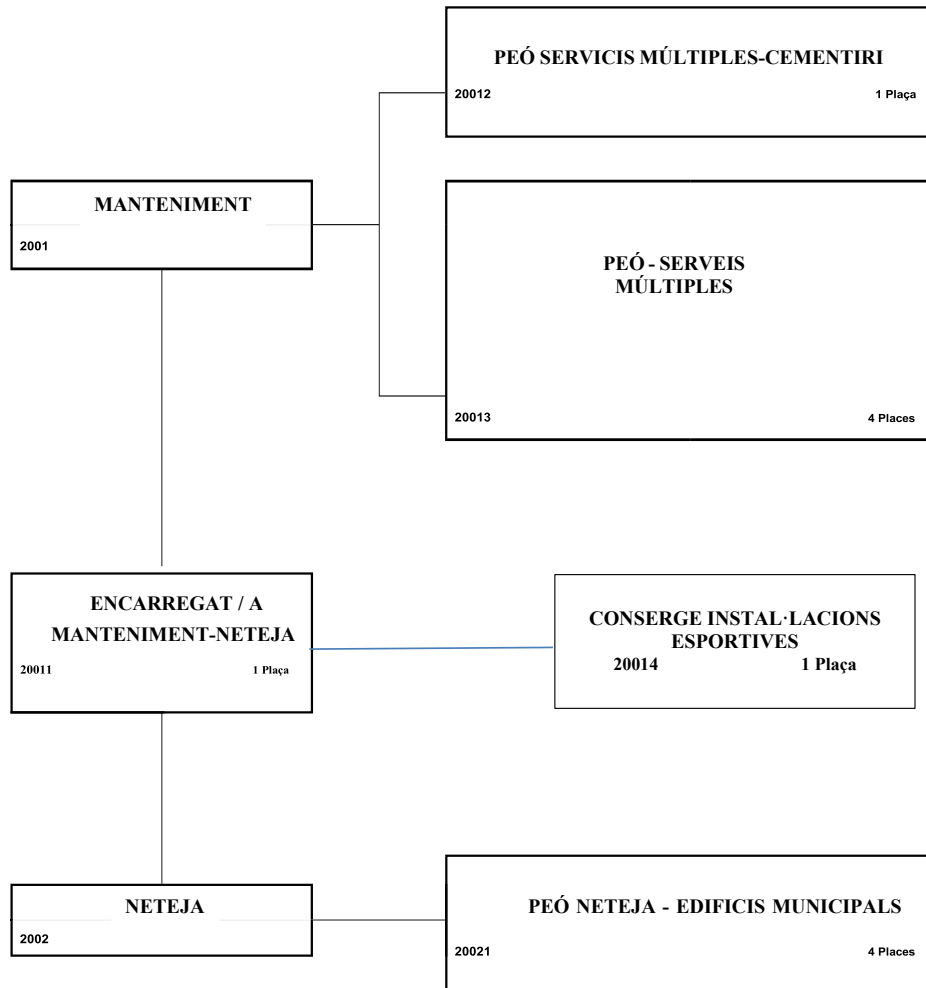 PEÓ SERVICIS MÚLTIPLES-CEMENTIRI
20012 1 Plaça
MANTENIMENT
2001
PEÓ - SERVEIS
MÚLTIPLES
20013 4 Places
ENCARREGAT / A
MANTENIMENT-NETEJA
20011 1 Plaça
CONSERGE INSTAL·LACIONS
ESPORTIVES
20014 1 Plaça
NETEJA
2002
PEÓ NETEJA - EDIFICIS MUNICIPALS
20021 4 Places